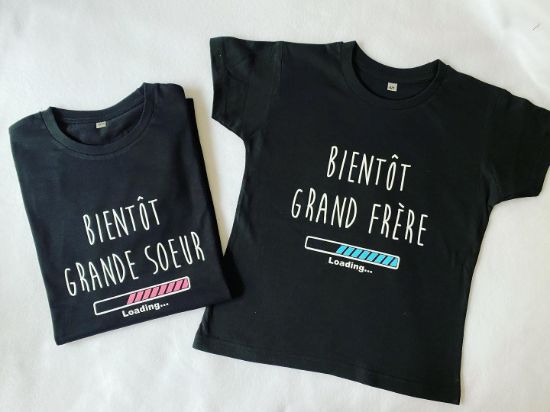 BIENTÔT
GRANDE SOEUR
Loading...
BIENTÔT
GRAND FRÈRE
Loading...